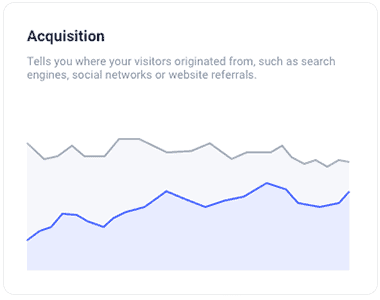 Acquisition
Tells you where your visitors originated from, such as search
engines, social networks or website referrals.